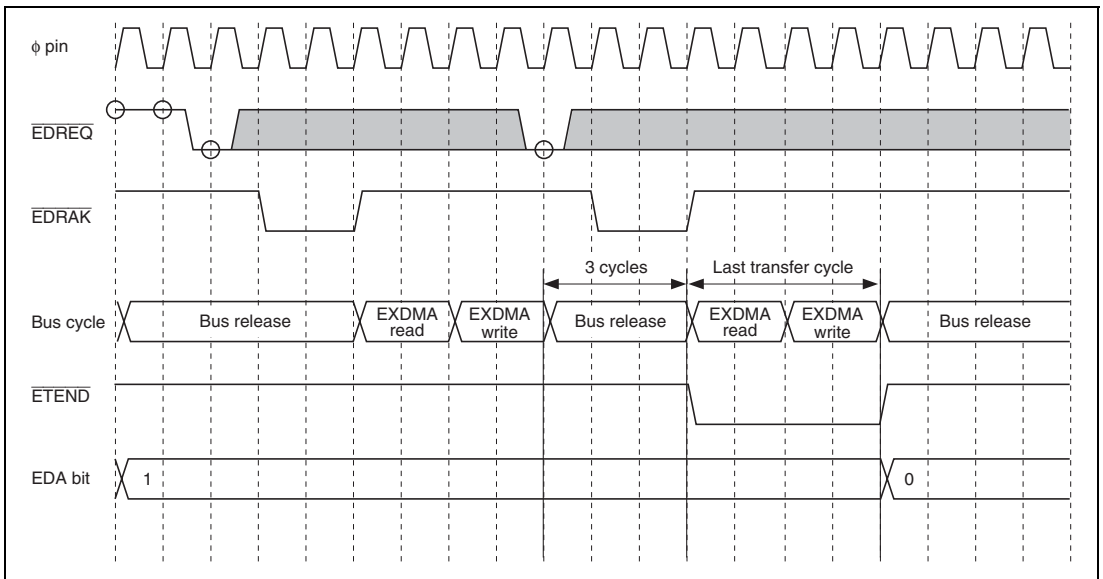 φ pin
EDREQ
EDRAK
3 cycles
Last transfer cycle
Bus cycle
Bus release
EXDMA
read
EXDMA
write
Bus release
EXDMA
read
EXDMA
write
Bus release
ETEND
EDA bit
1
0